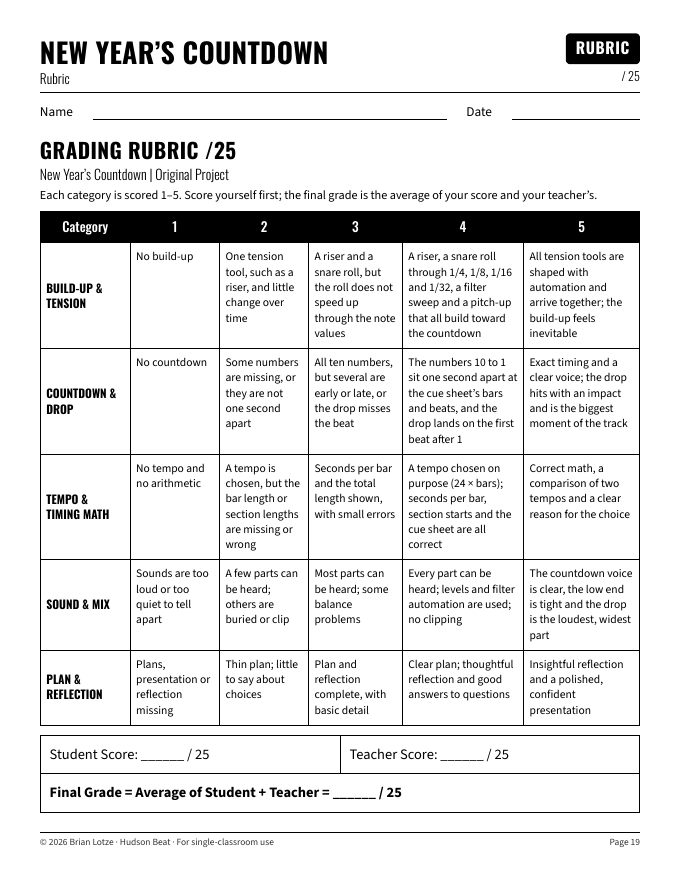 NEW YEAR'S COUNTDOWN
RUBRIC
Rubric
/ 25
Name
Date
GRADING RUBRIC /25
New Year's Countdown | Original Project
Each category is scored 1–5. Score yourself first; the final grade is the average of your score and your teacher's.
Category 1 2 3 4 5
BUILD-UP &
TENSION
No build-up
One tension
tool, such as a
riser, and little
change over
time
A riser and a
snare roll, but
the roll does not
speed up
through the note
values
A riser, a snare roll
through 1/4, 1/8, 1/16
and 1/32, a filter
sweep and a pitch-up
that all build toward
the countdown
All tension tools are
shaped with
automation and
arrive together; the
build-up feels
inevitable
COUNTDOWN &
DROP
No countdown
Some numbers
are missing, or
they are not
one second
apart
All ten numbers,
but several are
early or late, or
the drop misses
the beat
The numbers 10 to 1
sit one second apart at
the cue sheet's bars
and beats, and the
drop lands on the first
beat after 1
Exact timing and a
clear voice; the drop
hits with an impact
and is the biggest
moment of the track
TEMPO &
TIMING MATH
No tempo and
no arithmetic
A tempo is
chosen, but the
bar length or
section lengths
are missing or
wrong
Seconds per bar
and the total
length shown,
with small errors
A tempo chosen on
purpose (24 × bars);
seconds per bar,
section starts and the
cue sheet are all
correct
Correct math, a
comparison of two
tempos and a clear
reason for the choice
SOUND & MIX
Sounds are too
loud or too
quiet to tell
apart
A few parts can
be heard;
others are
buried or clip
Most parts can
be heard; some
balance
problems
Every part can be
heard; levels and filter
automation are used;
no clipping
The countdown voice
is clear, the low end
is tight and the drop
is the loudest, widest
part
PLAN &
REFLECTION
Plans,
presentation or
reflection
missing
Thin plan; little
to say about
choices
Plan and
reflection
complete, with
basic detail
Clear plan; thoughtful
reflection and good
answers to questions
Insightful reflection
and a polished,
confident
presentation
Student Score: ______ / 25
Teacher Score: ______ / 25
Final Grade = Average of Student + Teacher = ______ / 25
© 2026 Brian Lotze · Hudson Beat · For single-classroom use
Page 19